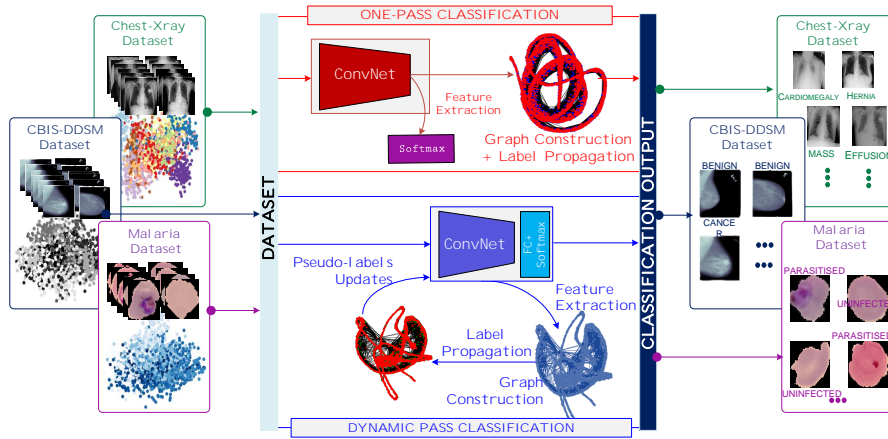 Chest-Xray
Dataset
CBIS-DDSM
Dataset
Malaria
Dataset
DATASET
ONE-PASS CLASSIFICATION
ConvNet
Feature
Extraction
Softmax
Graph Construction
+ Label Propagation
ConvNet
FC+
Softmax
Pseudo-labels
Updates
Feature
Extraction
Label
Propagation
Graph
Construction
DYNAMIC PASS CLASSIFICATION
CLASSIFICATION OUTPUT
Chest-Xray
Dataset
CARDIOMEGALY
HERNIA
MASS
EFFUSION
CBIS-DDSM
Dataset
BENIGN
BENIGN
CANCE
R
Malaria
Dataset
PARASITISED
UNINFECTED
PARASITISED
UNINFECTED